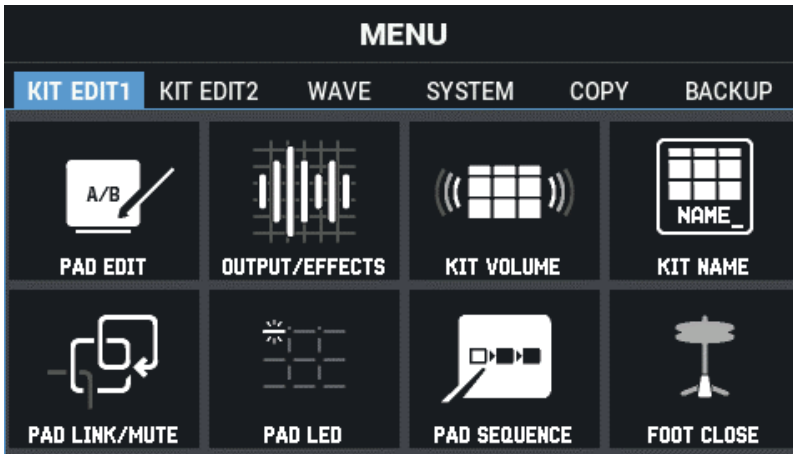 MENU
KIT EDIT1 KIT EDIT2 WAVE SYSTEM COPY BACKUP
A/B
NAME_
PAD EDIT OUTPUT/EFFECTS KIT VOLUME KIT NAME
PAD LINK/MUTE PAD LED PAD SEQUENCE FOOT CLOSE